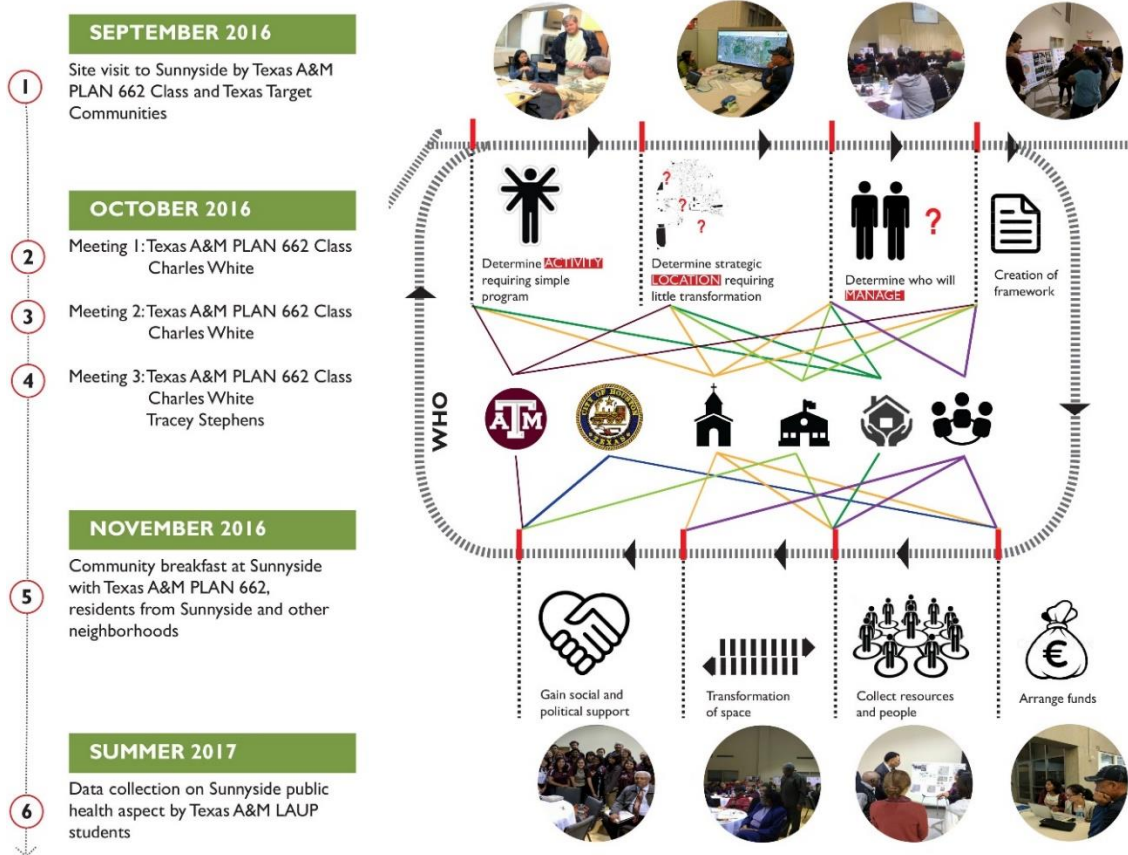 SEPTEMBER 2016
1
Site visit to Sunnyside by Texas A&M
PLAN 662 Class and Texas Target
Communities
OCTOBER 2016
2
Meeting 1: Texas A&M PLAN 662 Class
Charles White
3
Meeting 2: Texas A&M PLAN 662 Class
Charles White
4
Meeting 3: Texas A&M PLAN 662 Class
Charles White
Tracey Stephens
NOVEMBER 2016
5
Community breakfast at Sunnyside
with Texas A&M PLAN 662,
residents from Sunnyside and other
neighborhoods
SUMMER 2017
6
Data collection on Sunnyside public
health aspect by Texas A&M LAUP
students
Determine ACTIVITY
requiring simple
program
? ? ?
Determine strategic
LOCATION requiring
little transformation
?
Determine who will
MANAGE
Creation of
framework
WHO
ATM
CITY OF HOUSTON
TEXAS
Gain social and
political support
Transformation
of space
Collect resources
and people
€
Arrange funds